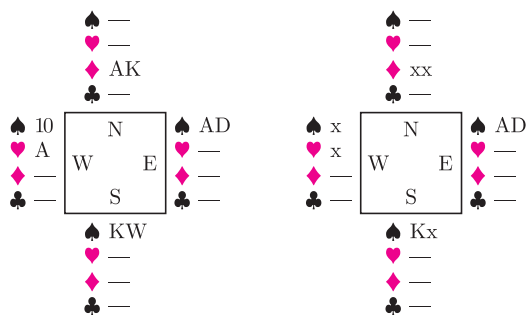 ♠ —
♥ —
♦ AK
♣ —
♠ 10
♥ A
♦ —
♣ —
N
W E
S
♠ AD
♥ —
♦ —
♣ —
♠ KW
♥ —
♦ —
♣ —
♠ —
♥ —
♦ xx
♣ —
♠ x
♥ x
♦ —
♣ —
N
W E
S
♠ AD
♥ —
♦ —
♣ —
♠ Kx
♥ —
♦ —
♣ —